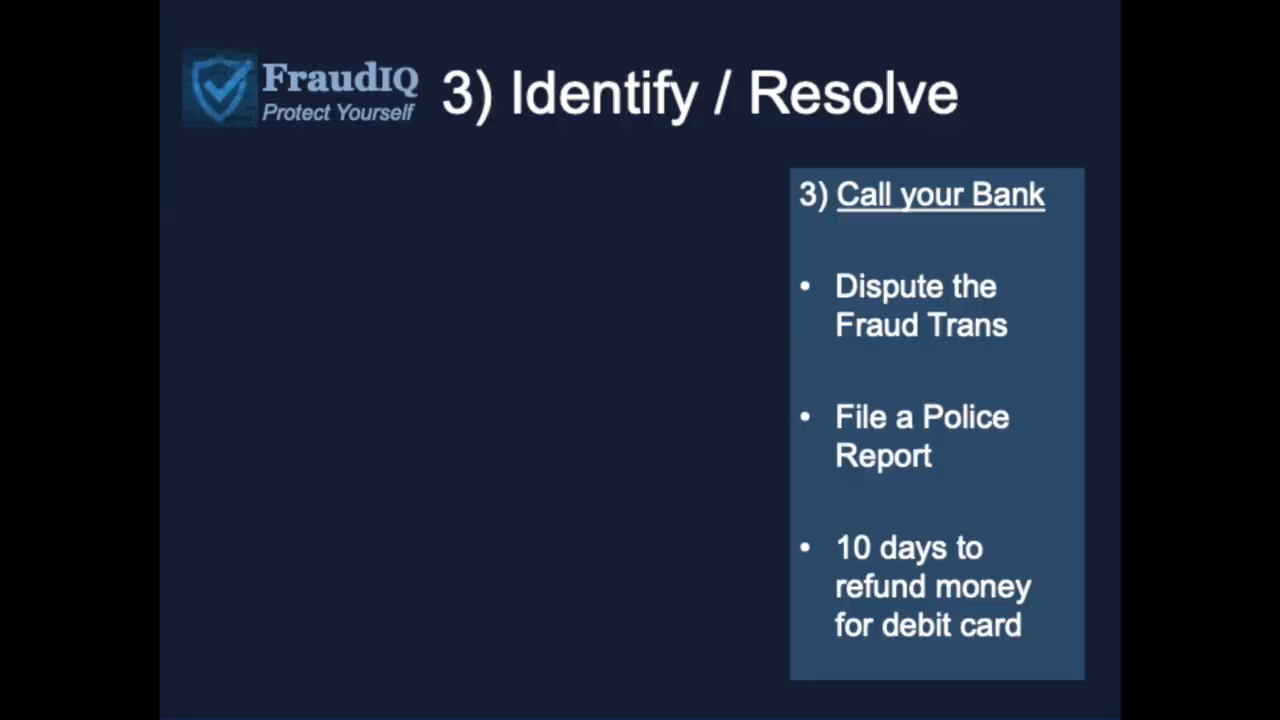 FraudIQ
Protect Yourself
3) Identify / Resolve
3) Call your Bank
• Dispute the
Fraud Trans
• File a Police
Report
• 10 days to
refund money
for debit card